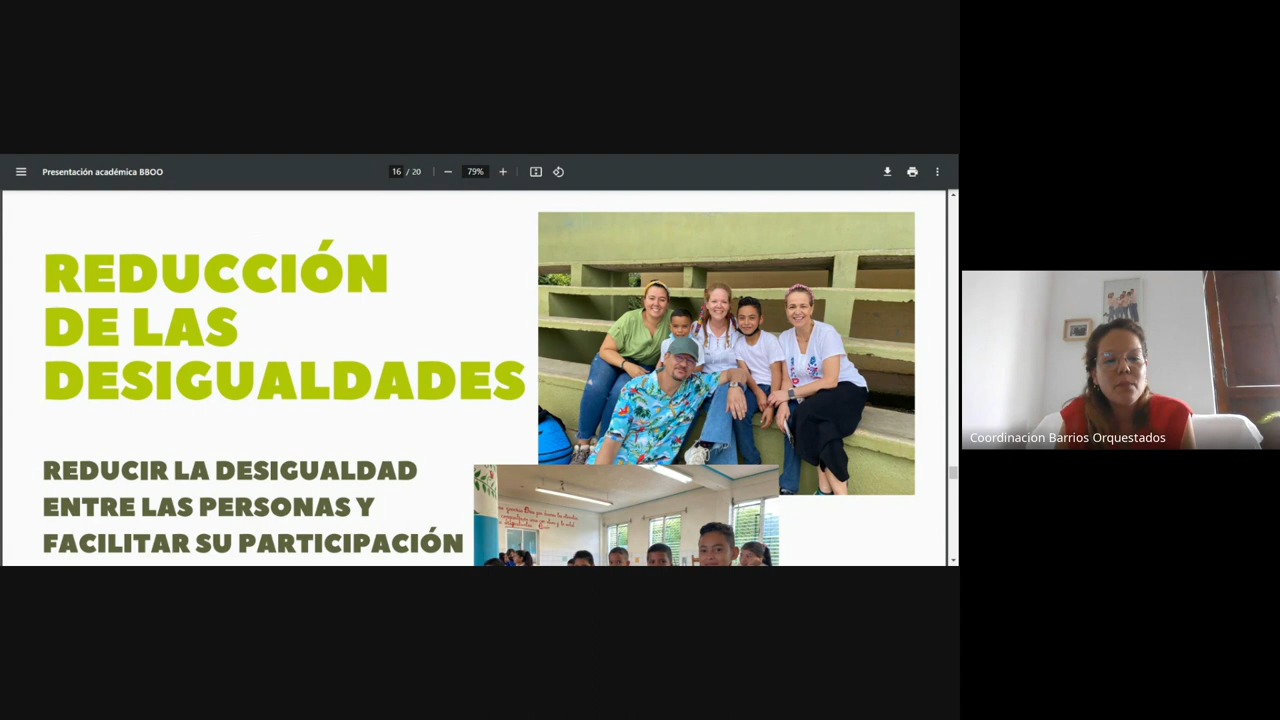 Presentación académica BBOO
16 / 20
79%
REDUCCIÓN
DE LAS
DESIGUALDADES
REDUCIR LA DESIGUALDAD
ENTRE LAS PERSONAS Y
FACILITAR SU PARTICIPACIÓN
Coordinacion Barrios Orquestados